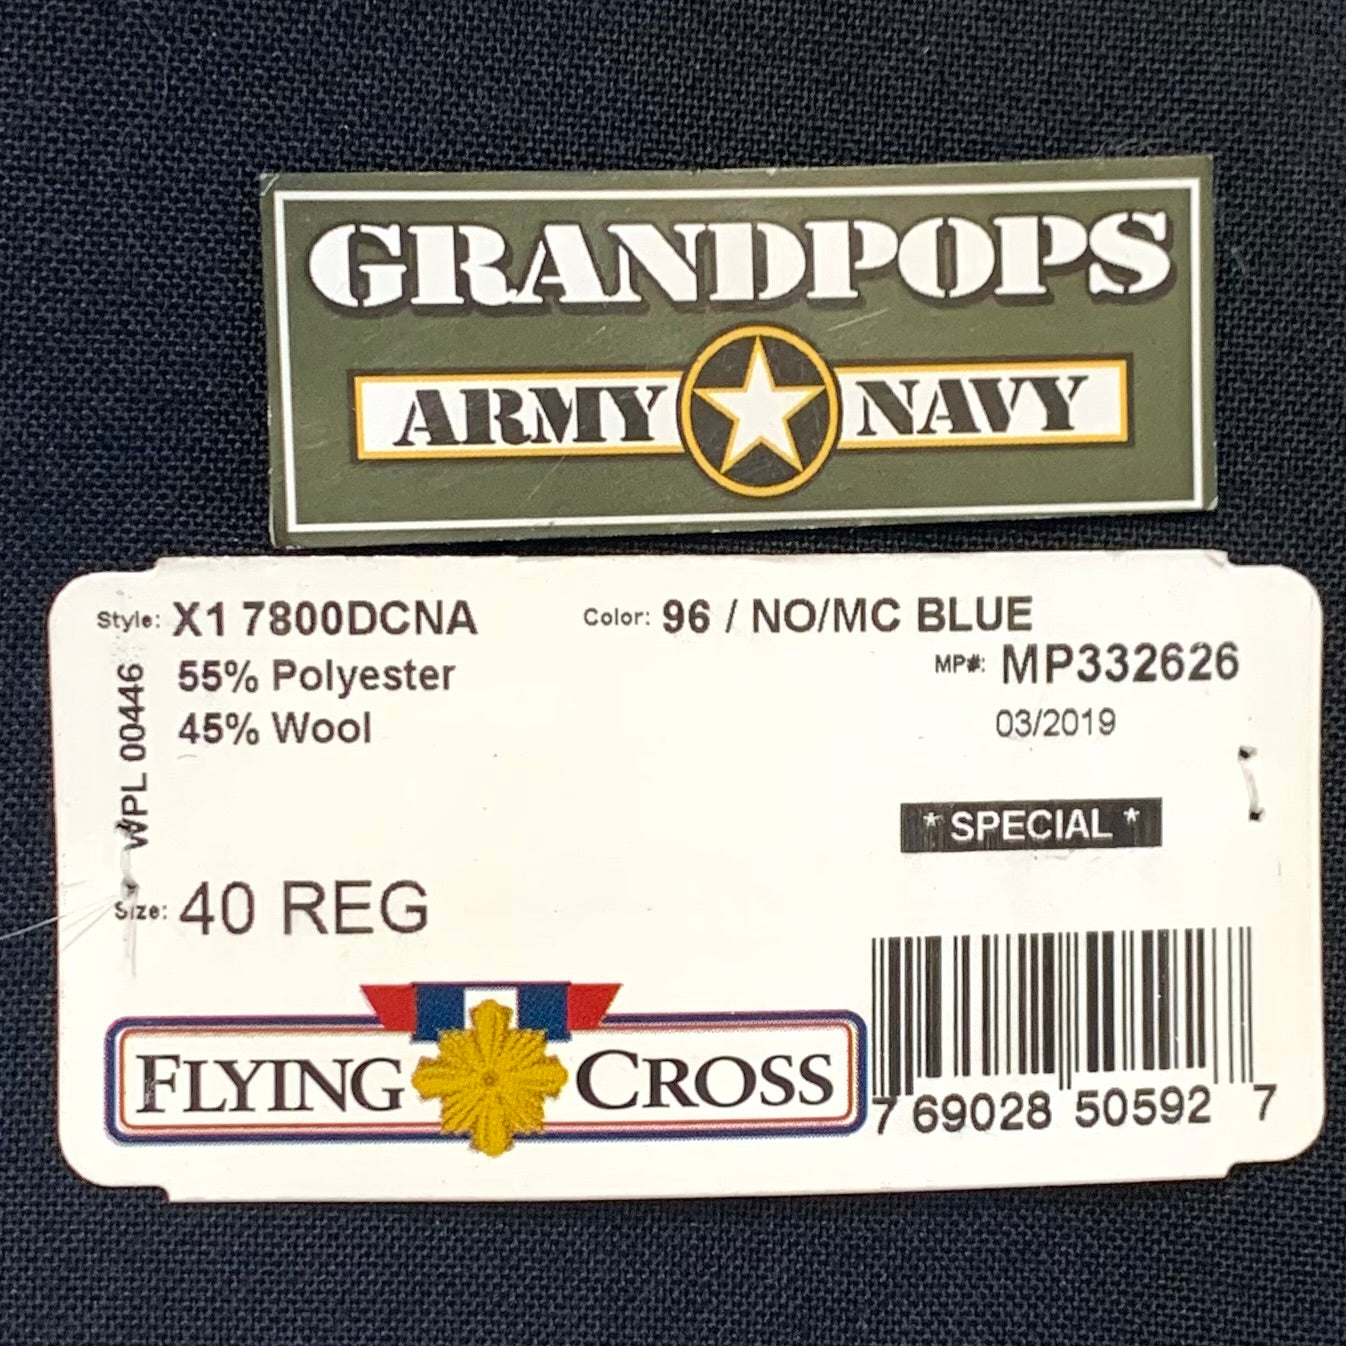 GRANDPOPS
ARMY NAVY
Style: X1 7800DCNA Color: 96 / NO/MC BLUE
55% Polyester MP#: MP332626
45% Wool 03/2019
WPL 00446
* SPECIAL *
Size: 40 REG
FLYING CROSS
7 69028 50592 7